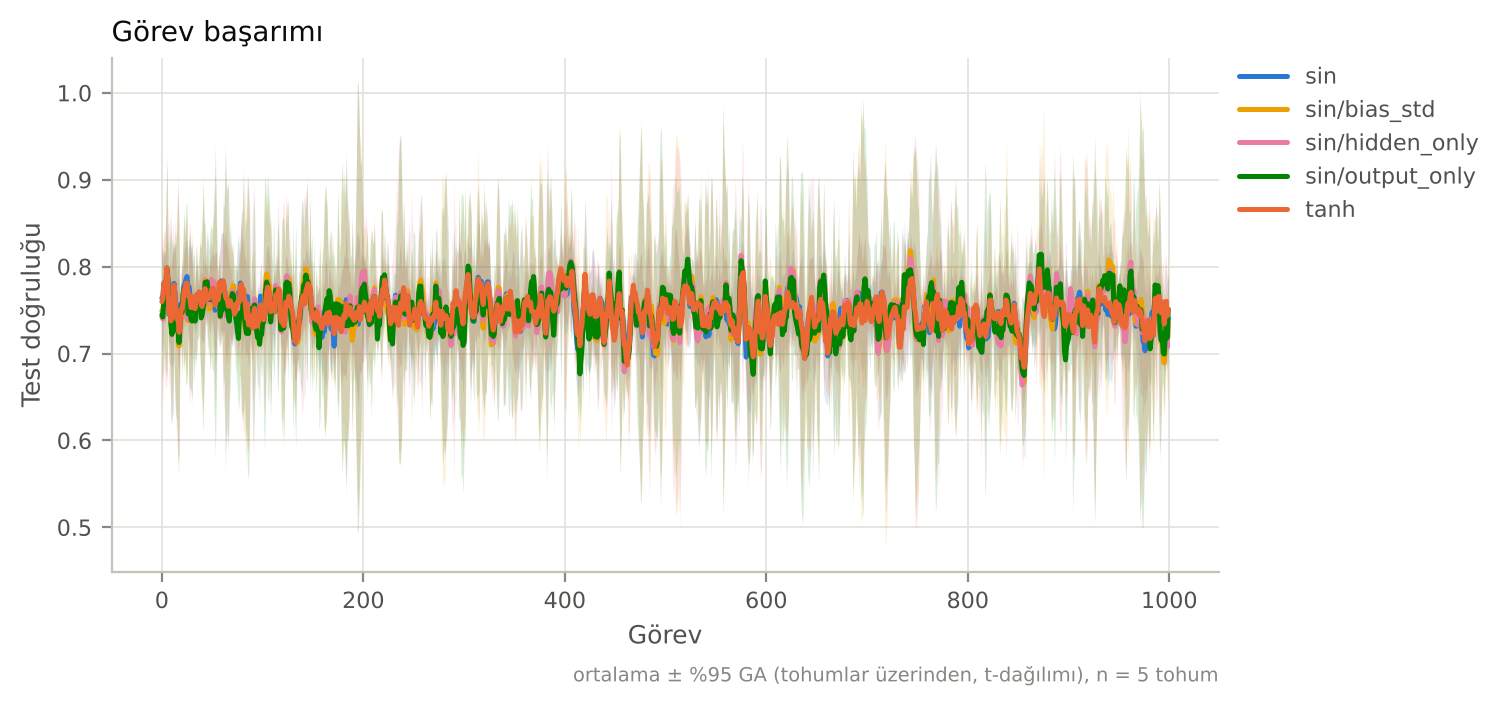 Görev başarımı
Test doğruluğu
1.0
0.9
0.8
0.7
0.6
0.5
0
200
400
600
800
1000
Görev
sin
sin/bias_std
sin/hidden_only
sin/output_only
tanh
ortalama ± %95 GA (tohumlar üzerinden, t-dağılımı), n = 5 tohum